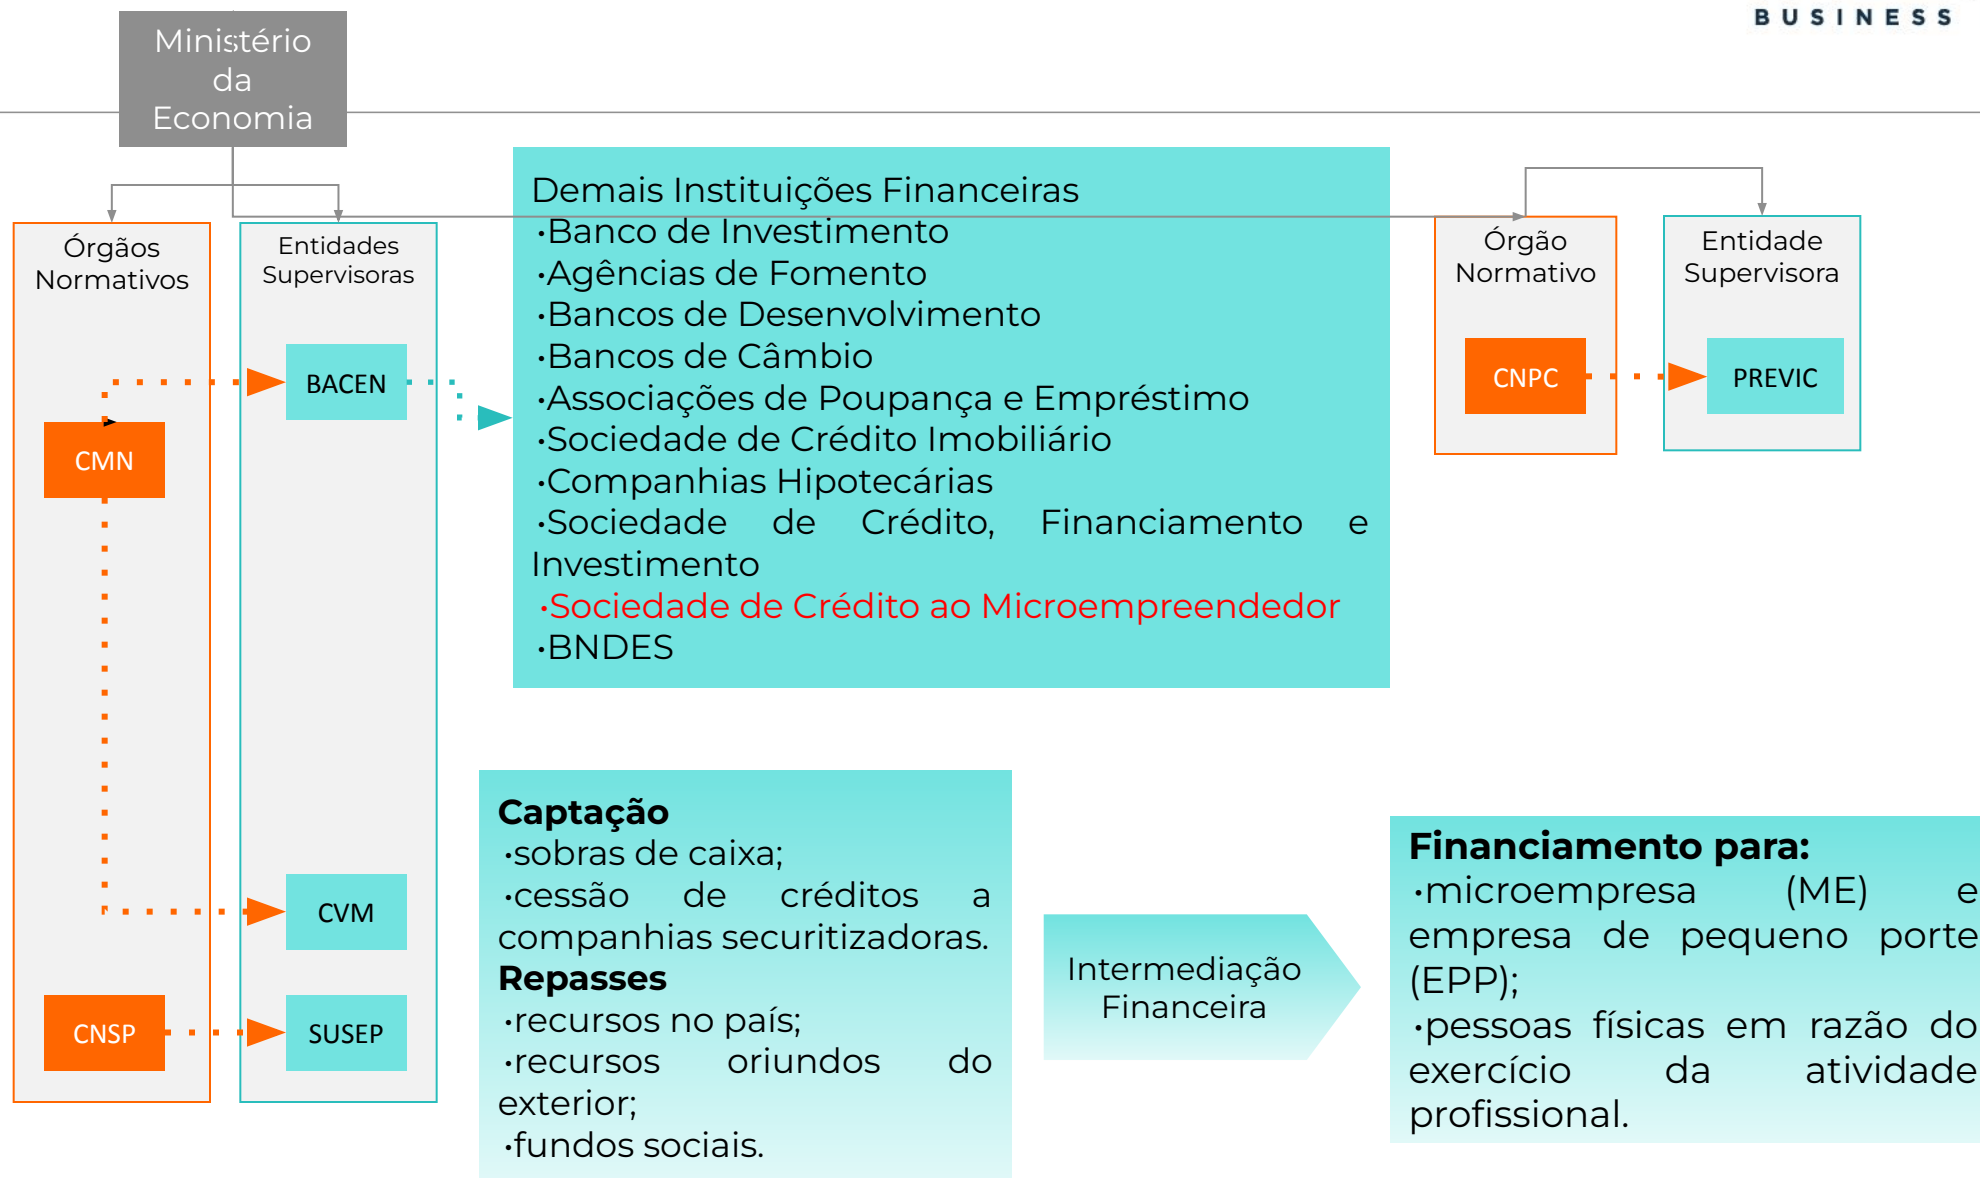 BUSINESS
Ministério
da
Economia
Órgãos
Normativos
Entidades
Supervisoras
BACEN
CMN
CVM
CNSP
SUSEP
Demais Instituições Financeiras
•Banco de Investimento
•Agências de Fomento
•Bancos de Desenvolvimento
•Bancos de Câmbio
•Associações de Poupança e Empréstimo
•Sociedade de Crédito Imobiliário
•Companhias Hipotecárias
•Sociedade de Crédito, Financiamento e
Investimento
•Sociedade de Crédito ao Microempreendedor
•BNDES
Órgão
Normativo
CNPC
Entidade
Supervisora
PREVIC
Captação
•sobras de caixa;
•cessão de créditos a
companhias securitizadoras.
Repasses
•recursos no país;
•recursos oriundos do
exterior;
•fundos sociais.
Intermediação
Financeira
Financiamento para:
•microempresa (ME) e
empresa de pequeno porte
(EPP);
•pessoas físicas em razão do
exercício da atividade
profissional.